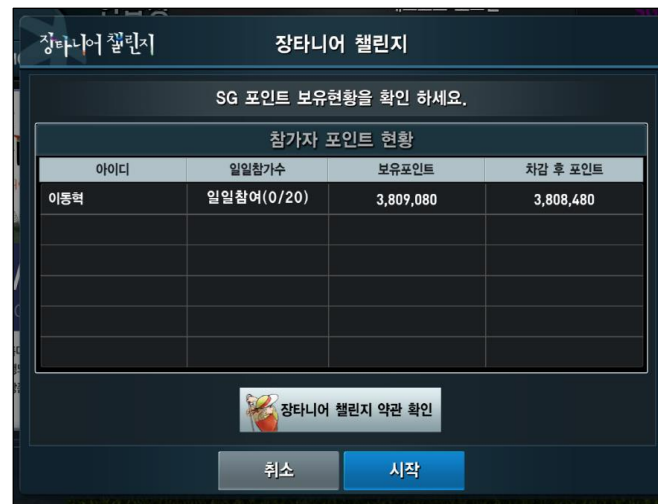 장타니어 챌린지
장타니어 챌린지
SG 포인트 보유현황을 확인 하세요.
참가자 포인트 현황
아이디 일일참가수 보유포인트 차감 후 포인트
이동혁 일일참여(0/20) 3,809,080 3,808,480
장타니어 챌린지 약관 확인
취소 시작